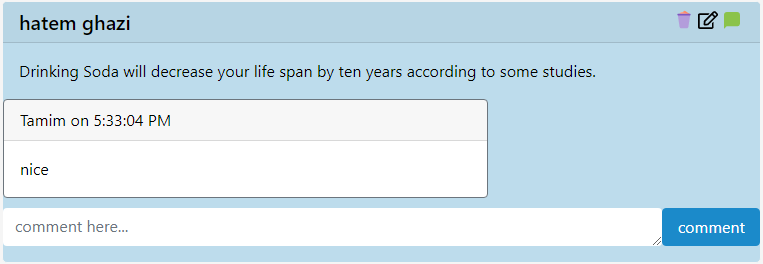 hatem ghazi
Drinking Soda will decrease your life span by ten years according to some studies.
Tamim on 5:33:04 PM
nice
comment here...
comment